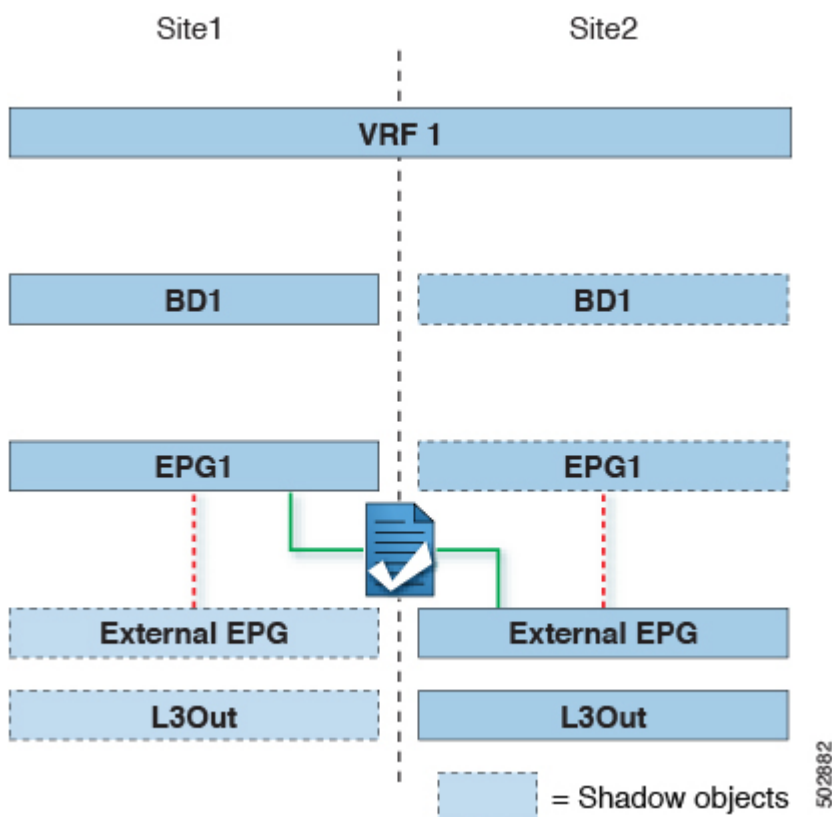 Site1
Site2
VRF 1
BD1
BD1
EPG1
EPG1
External EPG
External EPG
L3Out
L3Out
= Shadow objects
502882